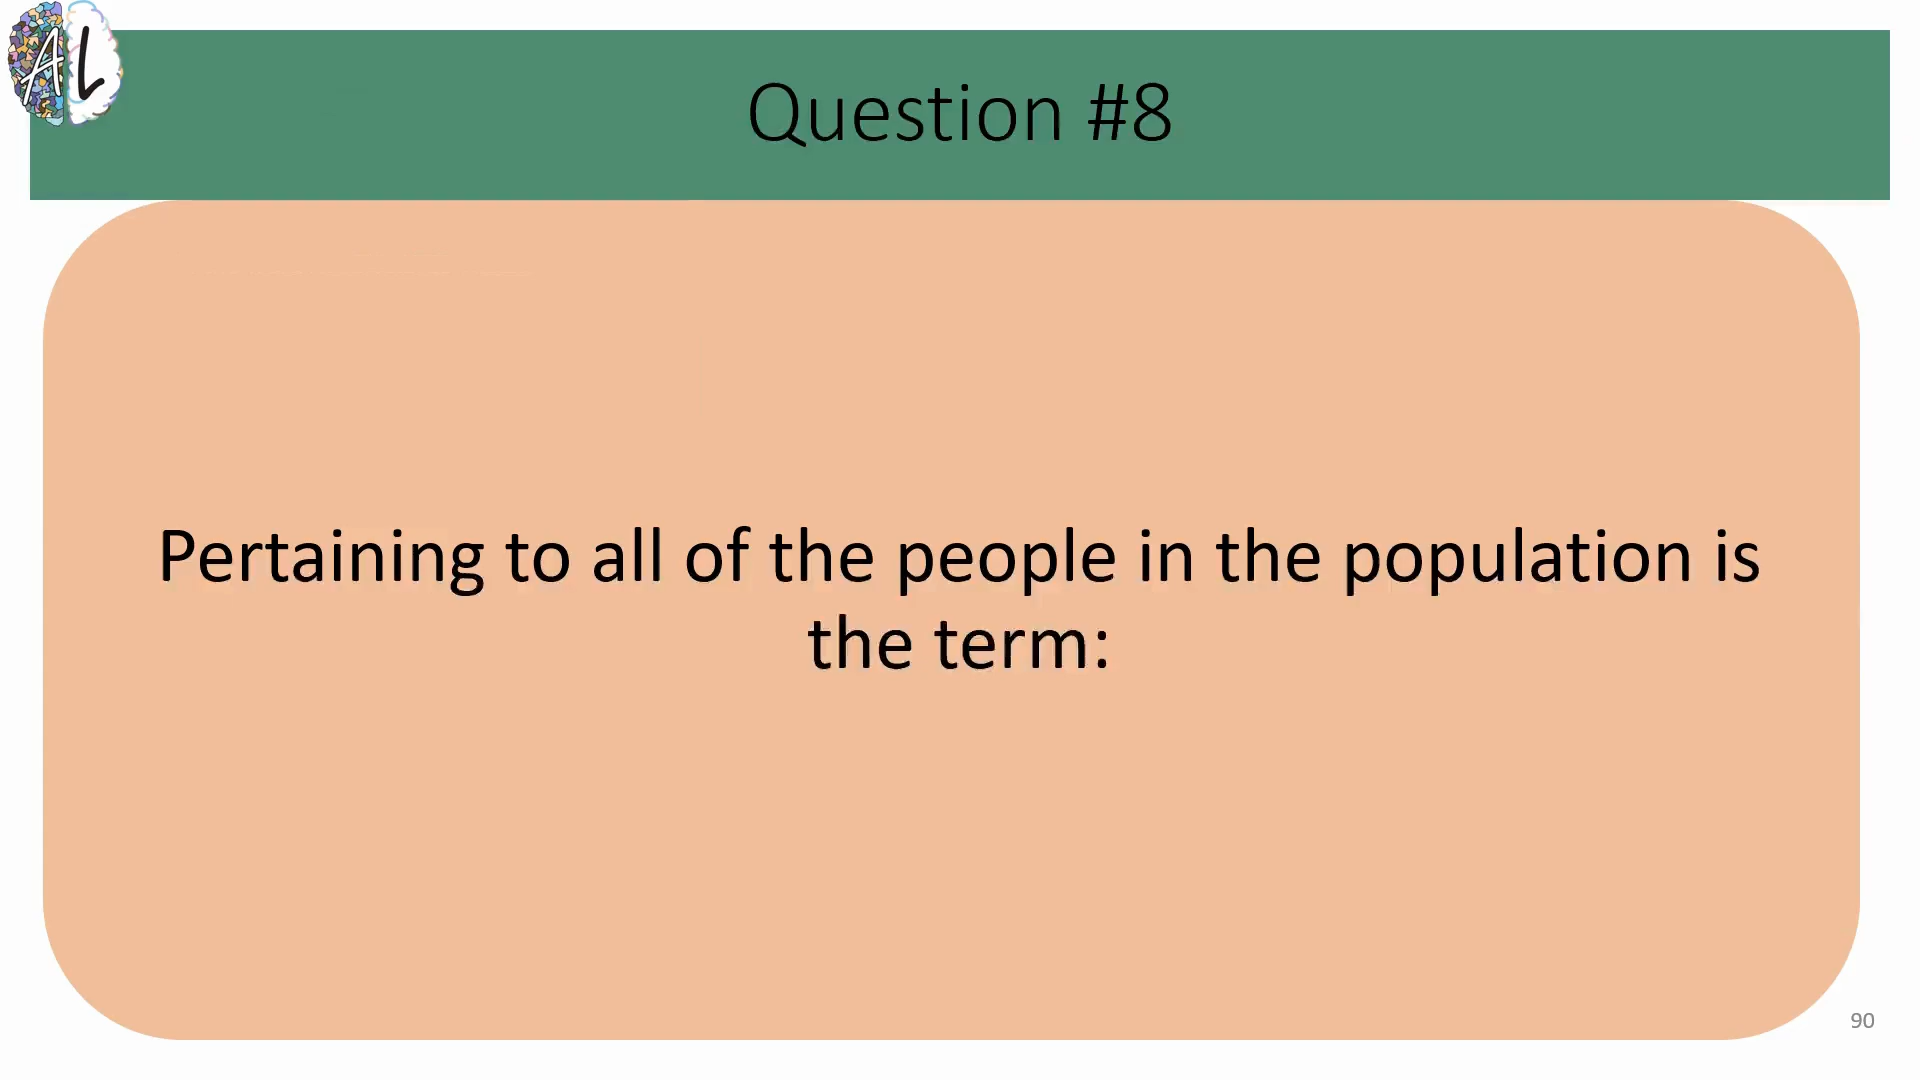 AL
Question #8
Pertaining to all of the people in the population is
the term:
90